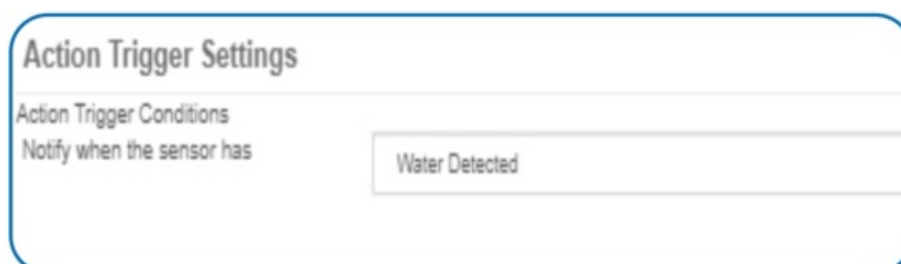 Action Trigger Settings
Action Trigger Conditions
Notify when the sensor has
Water Detected